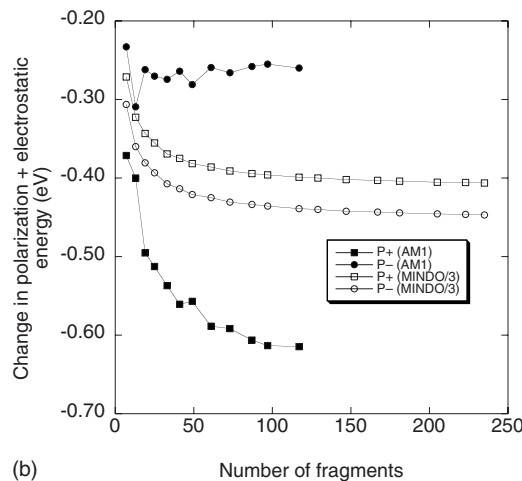 -0.20
-0.30
-0.40
-0.50
-0.60
-0.70
Change in polarization + electrostatic
energy (eV)
P+ (AM1)
P− (AM1)
P+ (MINDO/3)
P− (MINDO/3)
0 50 100 150 200 250
(b) Number of fragments